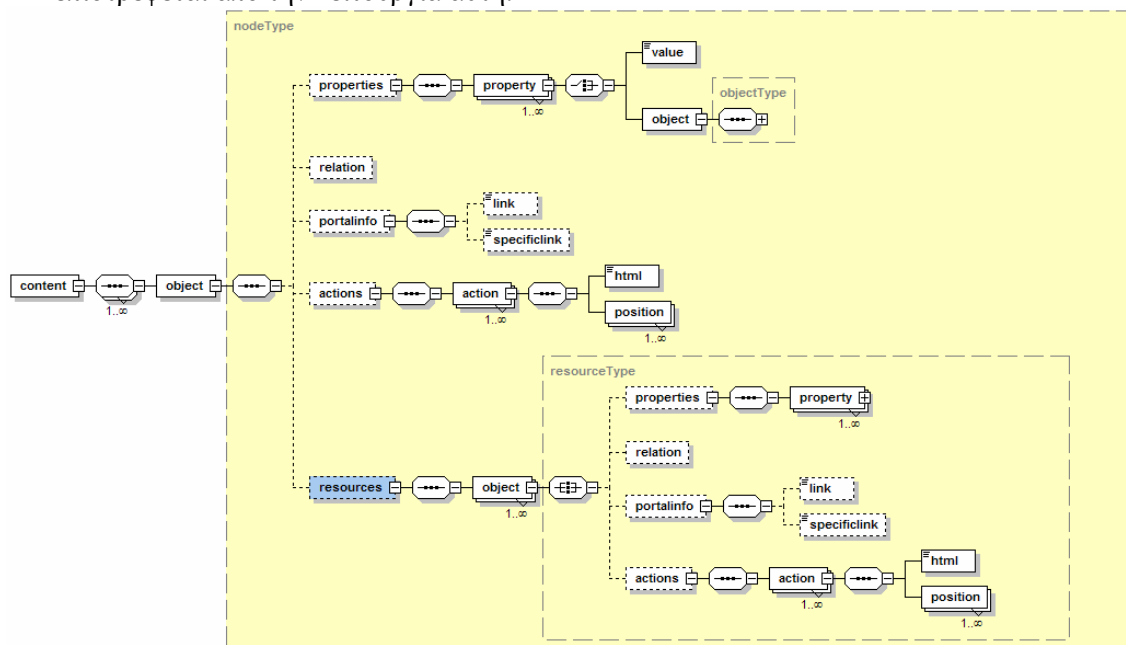 nodeType
value
properties
property
1..∞
objectType
object
relation
link
portalinfo
specificlink
content
1..∞
object
actions
action
1..∞
html
position
1..∞
resourceType
properties
property
1..∞
relation
resources
object
1..∞
link
portalinfo
specificlink
html
actions
action
1..∞
position
1..∞